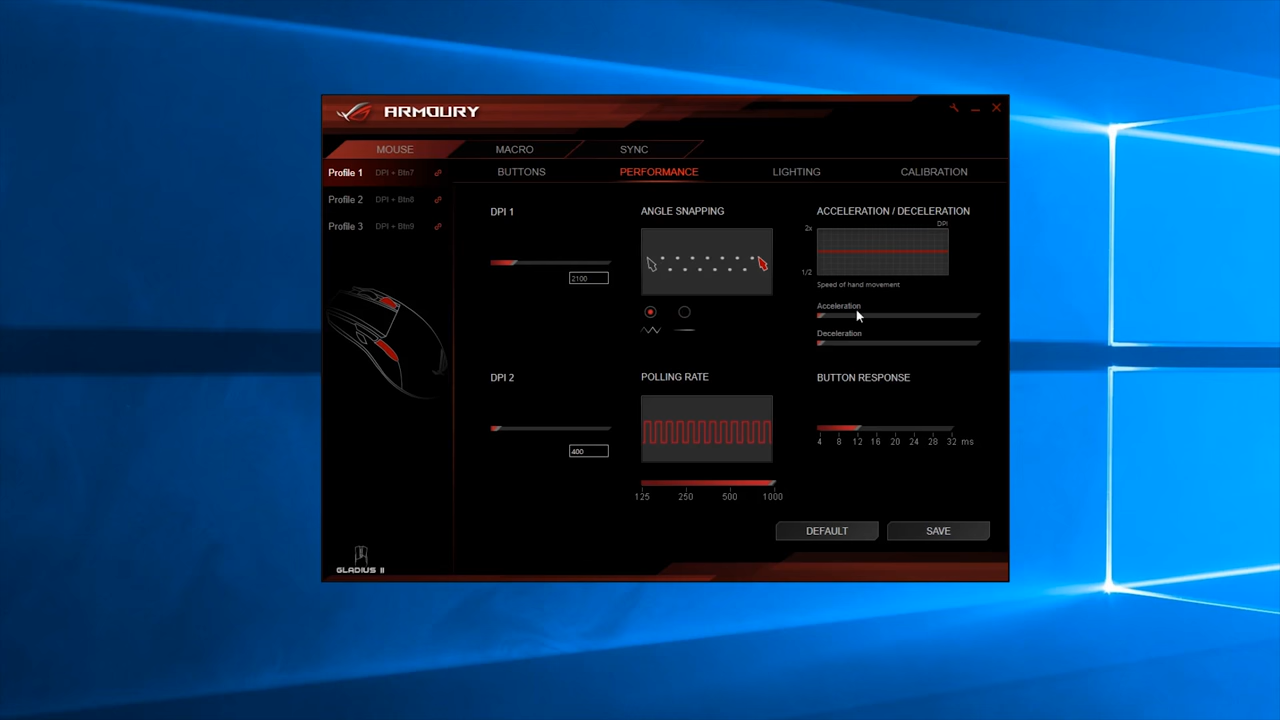 ARMOURY
MOUSE MACRO SYNC
Profile 1 DPI + Btn7
Profile 2 DPI + Btn8
Profile 3 DPI + Btn9
BUTTONS PERFORMANCE LIGHTING CALIBRATION
DPI 1
2100
ANGLE SNAPPING
ACCELERATION / DECELERATION
DPI
2x
1/2
Speed of hand movement
Acceleration
Deceleration
DPI 2
400
POLLING RATE
125 250 500 1000
BUTTON RESPONSE
4 8 12 16 20 24 28 32 ms
DEFAULT SAVE
GLADIUS II